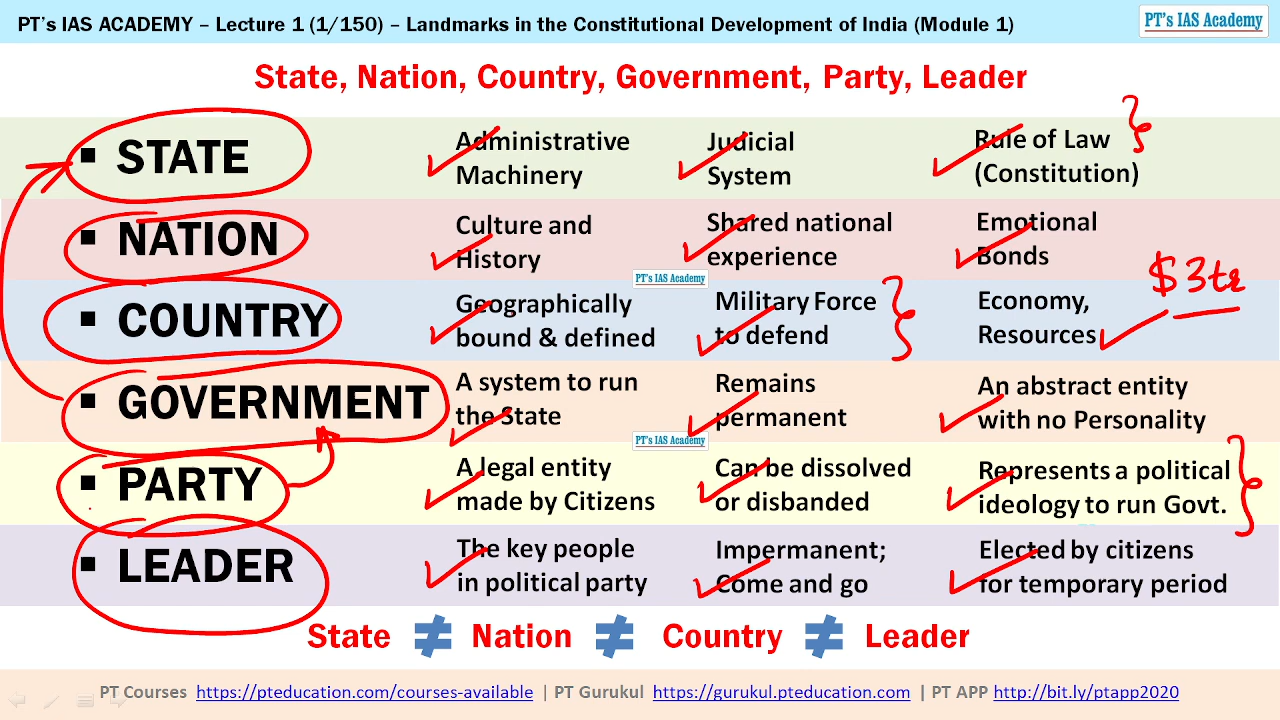 PT's IAS ACADEMY – Lecture 1 (1/150) – Landmarks in the Constitutional Development of India (Module 1)
PT's IAS Academy
State, Nation, Country, Government, Party, Leader
▪ STATE
Administrative
Machinery
Judicial
System
Rule of Law
(Constitution)
▪ NATION
Culture and
History
Shared national
experience
Emotional
Bonds
PT's IAS Academy
▪ COUNTRY
Geographically
bound & defined
Military Force
to defend
Economy,
Resources
$3tr
▪ GOVERNMENT
A system to run
the State
Remains
permanent
An abstract entity
with no Personality
PT's IAS Academy
▪ PARTY
A legal entity
made by Citizens
Can be dissolved
or disbanded
Represents a political
ideology to run Govt.
▪ LEADER
The key people
in political party
Impermanent;
Come and go
Elected by citizens
for temporary period
State ≠ Nation ≠ Country ≠ Leader
PT Courses https://pteducation.com/courses-available | PT Gurukul https://gurukul.pteducation.com | PT APP http://bit.ly/ptapp2020